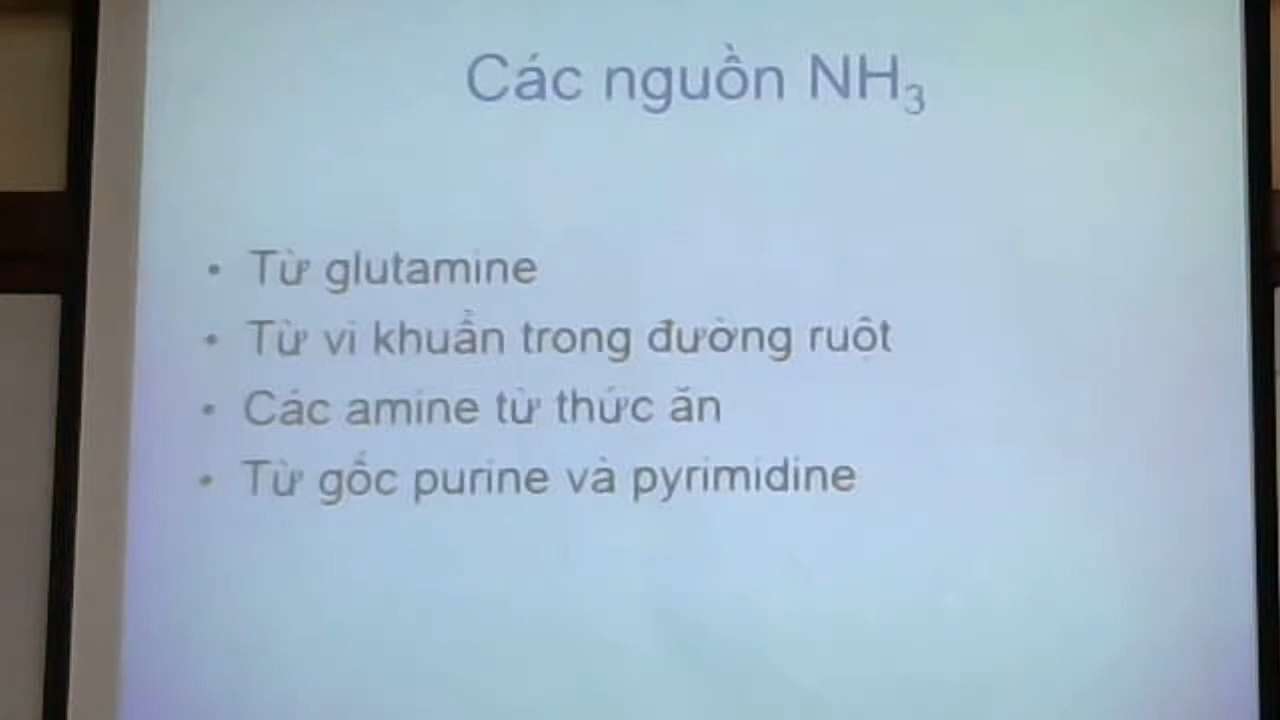 Các nguồn NH₃
• Từ glutamine
• Từ vi khuẩn trong đường ruột
• Các amine từ thức ăn
• Từ gốc purine và pyrimidine